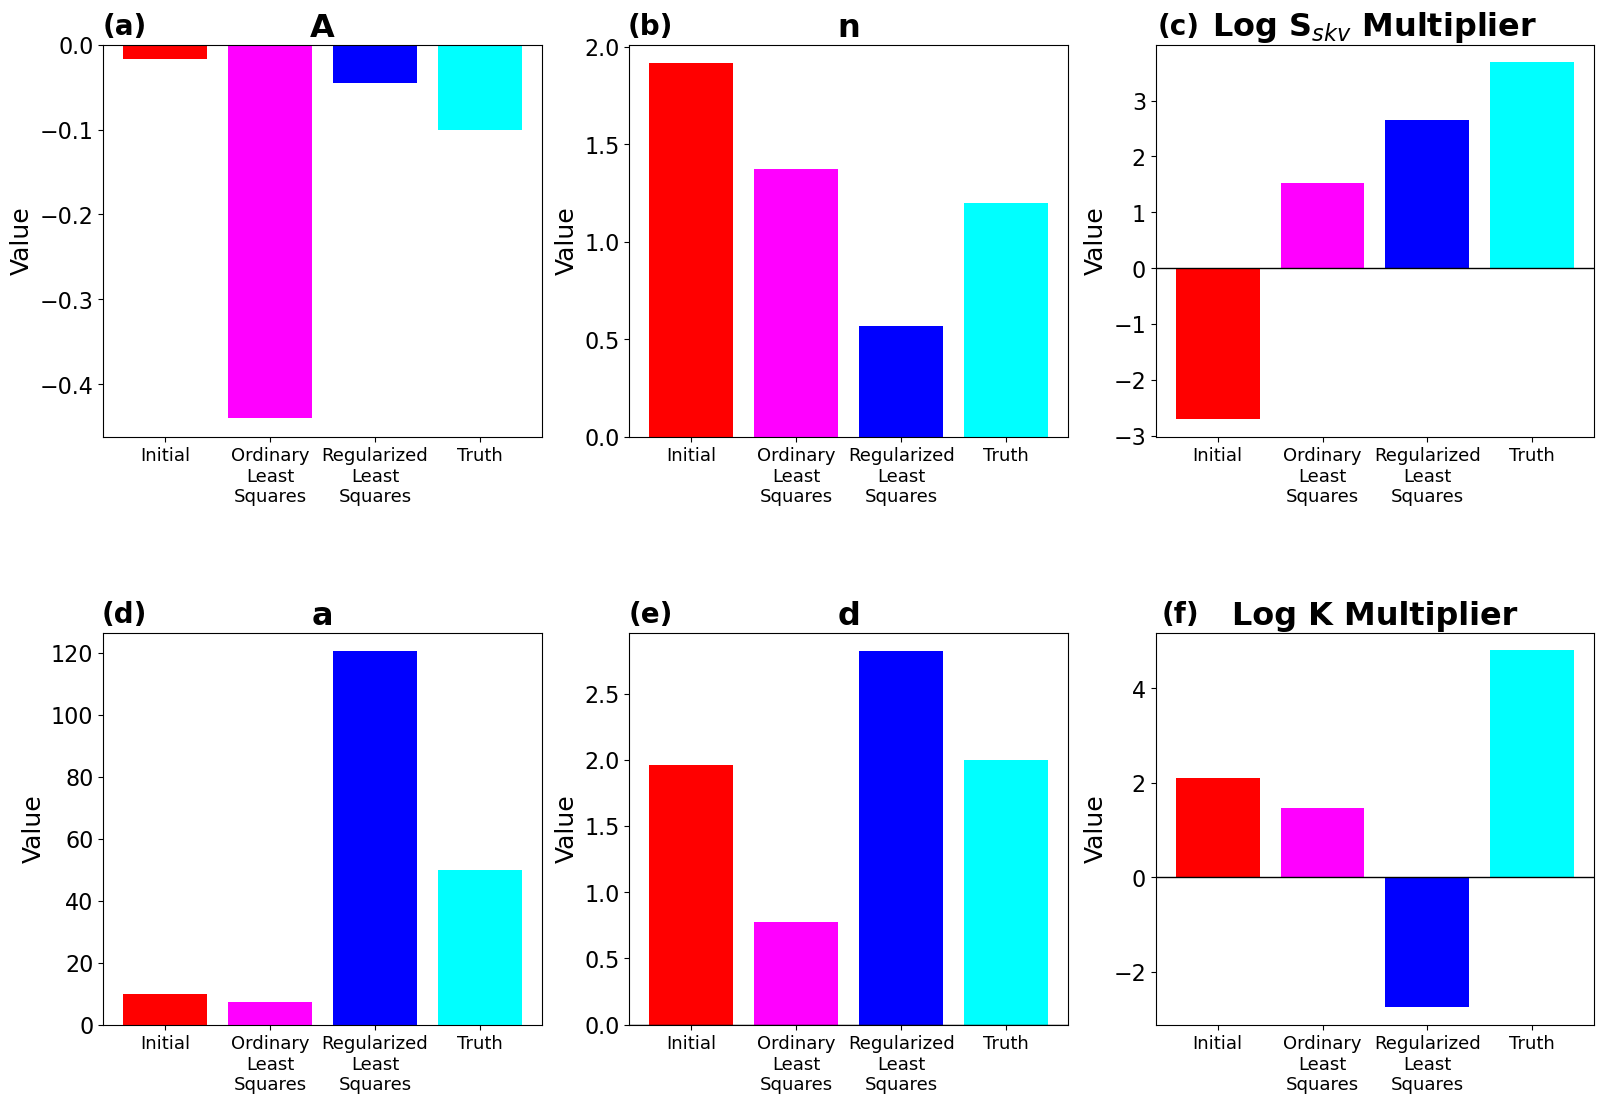 (a) A
0.0
−0.1
−0.2
−0.3
−0.4
Value
Initial Ordinary Regularized Truth
Least Least
Squares Squares
(b) n
2.0
1.5
1.0
0.5
0.0
Value
Initial Ordinary Regularized Truth
Least Least
Squares Squares
(c) Log S_skv Multiplier
3
2
1
0
−1
−2
−3
Value
Initial Ordinary Regularized Truth
Least Least
Squares Squares
(d) a
120
100
80
60
40
20
0
Value
Initial Ordinary Regularized Truth
Least Least
Squares Squares
(e) d
2.5
2.0
1.5
1.0
0.5
0.0
Value
Initial Ordinary Regularized Truth
Least Least
Squares Squares
(f) Log K Multiplier
4
2
0
−2
Value
Initial Ordinary Regularized Truth
Least Least
Squares Squares